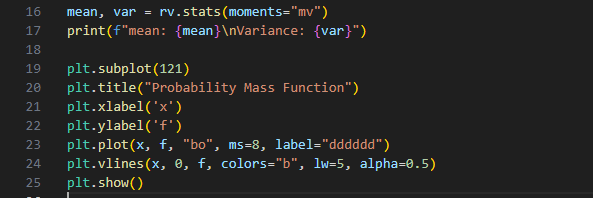 16 mean, var = rv.stats(moments="mv")
17 print(f"mean: {mean}\nVariance: {var}")
18
19 plt.subplot(121)
20 plt.title("Probability Mass Function")
21 plt.xlabel('x')
22 plt.ylabel('f')
23 plt.plot(x, f, "bo", ms=8, label="dddddd")
24 plt.vlines(x, 0, f, colors="b", lw=5, alpha=0.5)
25 plt.show()